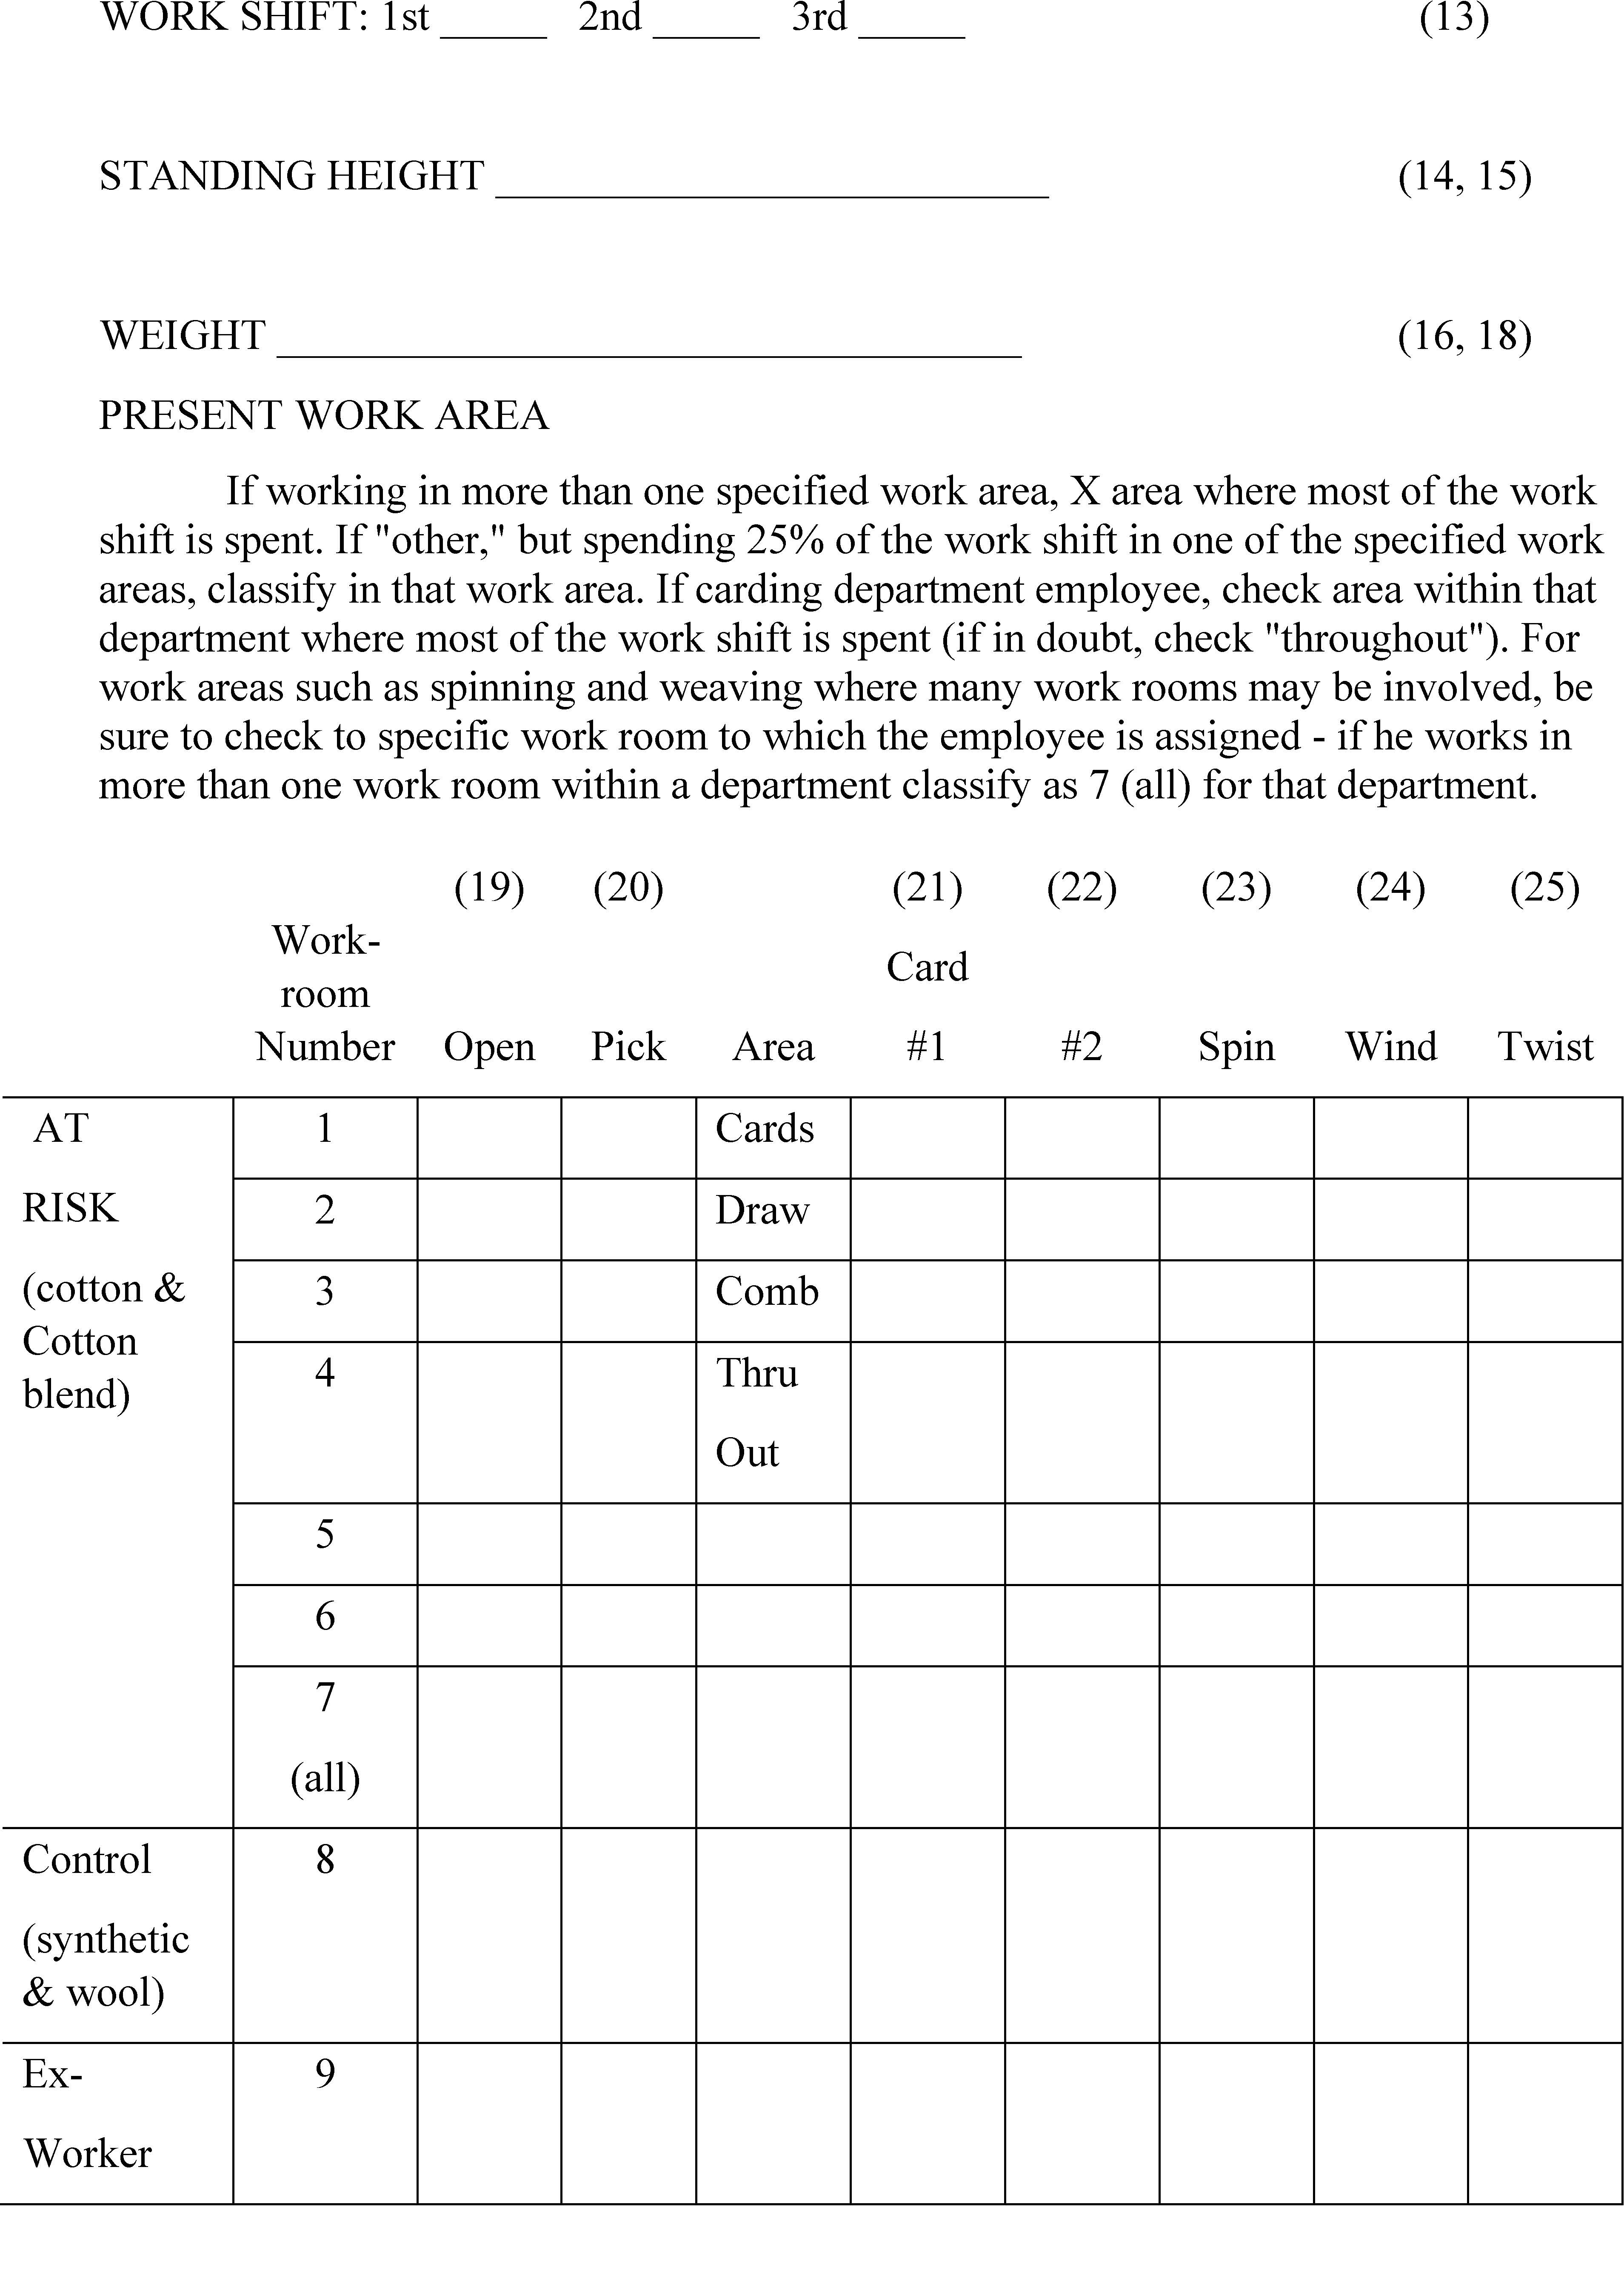 WORK SHIFT: 1st _____ 2nd _____ 3rd _____ (13)
STANDING HEIGHT __________________________ (14, 15)
WEIGHT ___________________________________ (16, 18)
PRESENT WORK AREA
If working in more than one specified work area, X area where most of the work
shift is spent. If "other," but spending 25% of the work shift in one of the specified work
areas, classify in that work area. If carding department employee, check area within that
department where most of the work shift is spent (if in doubt, check "throughout"). For
work areas such as spinning and weaving where many work rooms may be involved, be
sure to check to specific work room to which the employee is assigned - if he works in
more than one work room within a department classify as 7 (all) for that department.
(19) (20) (21) (22) (23) (24) (25)
Work-
Card
room
Number Open Pick Area #1 #2 Spin Wind Twist
AT 1 Cards
RISK 2 Draw
(cotton & 3 Comb
Cotton
blend) 4 Thru
Out
5
6
7
(all)
Control 8
(synthetic
& wool)
Ex- 9
Worker